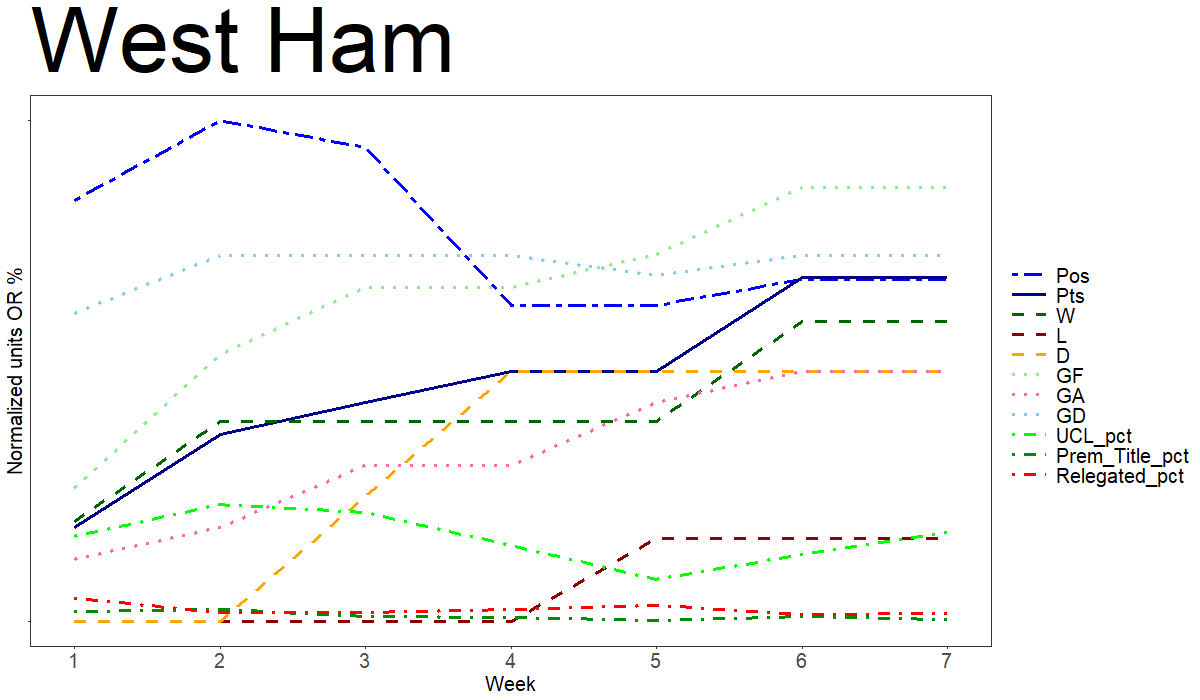 West Ham
Normalized units OR %
1 2 3 4 5 6 7
Week
Pos
Pts
W
L
D
GF
GA
GD
UCL_pct
Prem_Title_pct
Relegated_pct